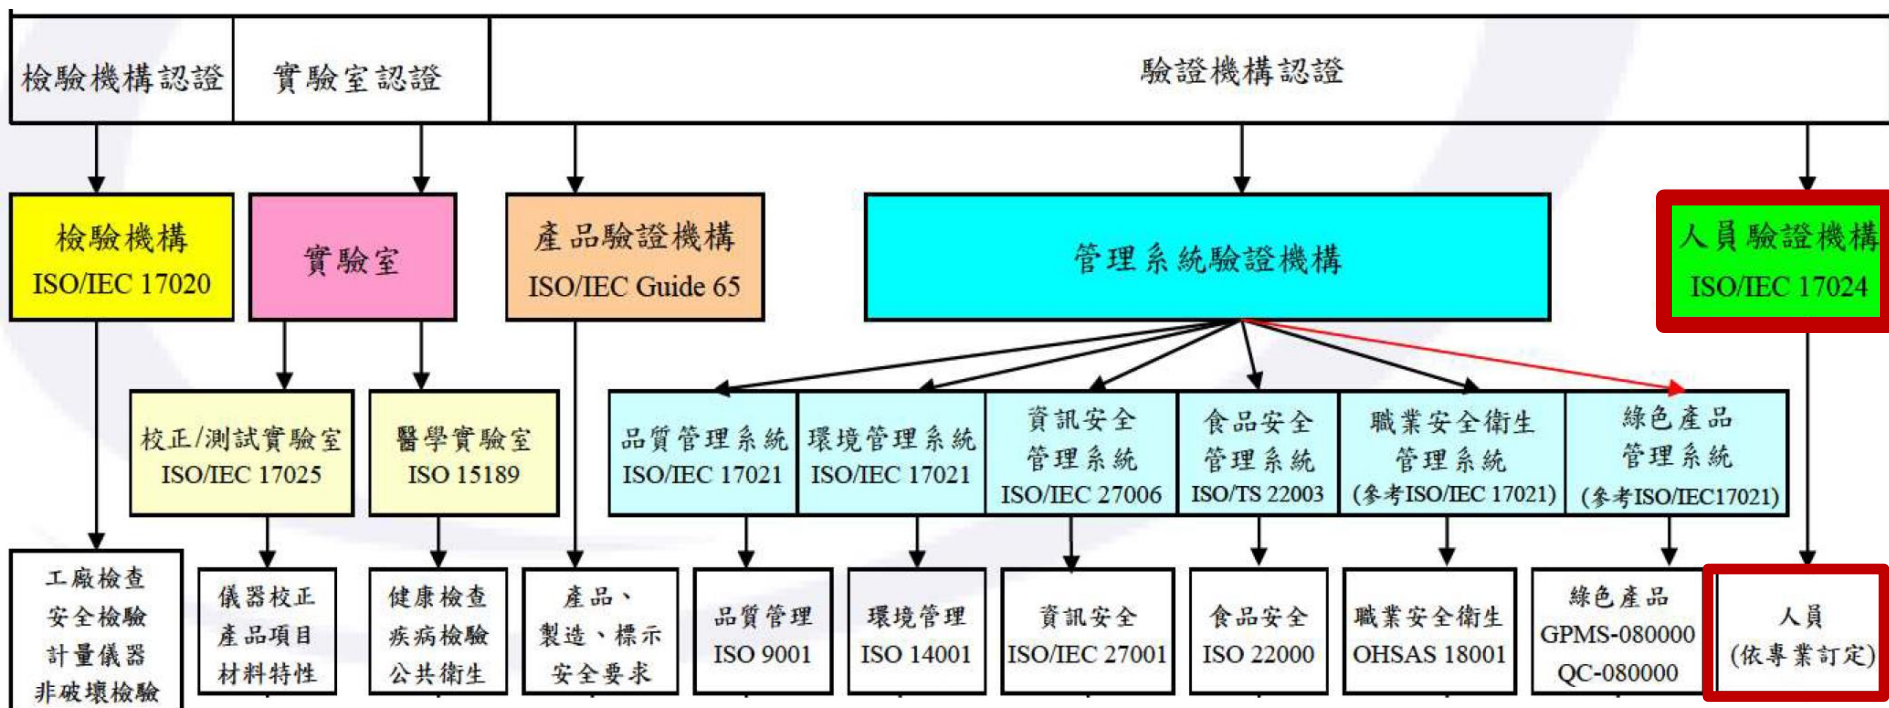 檢驗機構認證
實驗室認證
驗證機構認證
檢驗機構
ISO/IEC 17020
實驗室
產品驗證機構
ISO/IEC Guide 65
管理系統驗證機構
人員驗證機構
ISO/IEC 17024
校正/測試實驗室
ISO/IEC 17025
醫學實驗室
ISO 15189
品質管理系統
ISO/IEC 17021
環境管理系統
ISO/IEC 17021
資訊安全
管理系統
ISO/IEC 27006
食品安全
管理系統
ISO/TS 22003
職業安全衛生
管理系統
(參考ISO/IEC 17021)
綠色產品
管理系統
(參考ISO/IEC17021)
工廠檢查
安全檢驗
計量儀器
非破壞檢驗
儀器校正
產品項目
材料特性
健康檢查
疾病檢驗
公共衛生
產品、
製造、標示
安全要求
品質管理
ISO 9001
環境管理
ISO 14001
資訊安全
ISO/IEC 27001
食品安全
ISO 22000
職業安全衛生
OHSAS 18001
綠色產品
GPMS-080000
QC-080000
人員
(依專業訂定)